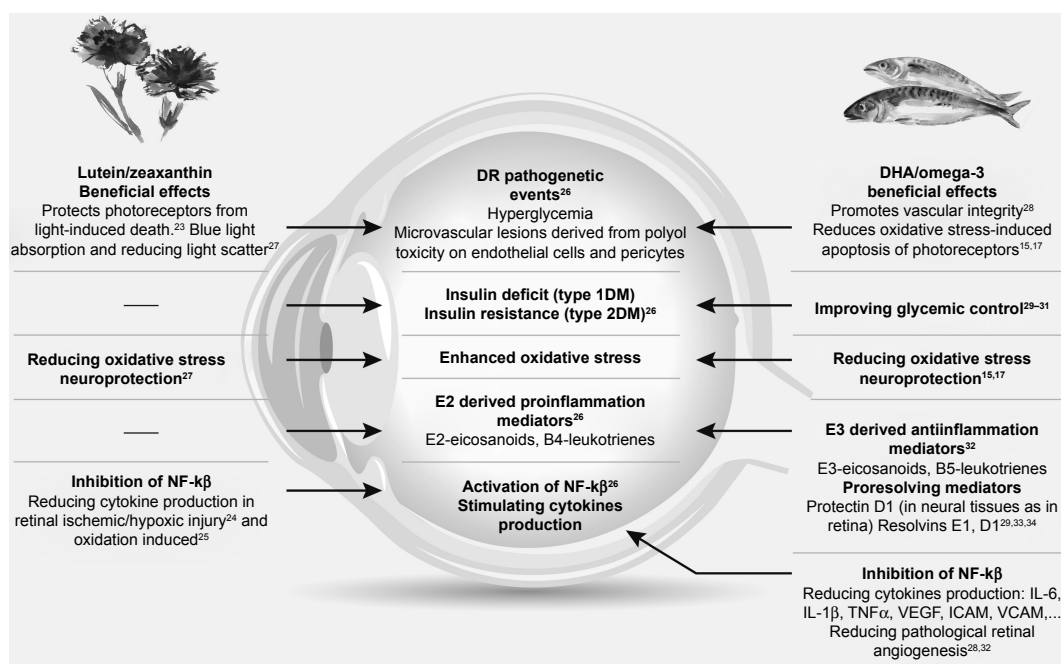 Lutein/zeaxanthin
Beneficial effects
Protects photoreceptors from
light-induced death.²³ Blue light
absorption and reducing light scatter²⁷
——
Reducing oxidative stress
neuroprotection²⁷
——
Inhibition of NF-kβ
Reducing cytokine production in
retinal ischemic/hypoxic injury²⁴ and
oxidation induced²⁵
DR pathogenetic
events²⁶
Hyperglycemia
Microvascular lesions derived from polyol
toxicity on endothelial cells and pericytes
Insulin deficit (type 1DM)
Insulin resistance (type 2DM)²⁶
Enhanced oxidative stress
E2 derived proinflammation
mediators²⁶
E2-eicosanoids, B4-leukotrienes
Activation of NF-kβ²⁶
Stimulating cytokines
production
DHA/omega-3
beneficial effects
Promotes vascular integrity²⁸
Reduces oxidative stress-induced
apoptosis of photoreceptors¹⁵,¹⁷
Improving glycemic control²⁹–³¹
Reducing oxidative stress
neuroprotection¹⁵,¹⁷
E3 derived antiinflammation
mediators³²
E3-eicosanoids, B5-leukotrienes
Proresolving mediators
Protectin D1 (in neural tissues as in
retina) Resolvins E1, D1²⁹,³³,³⁴
Inhibition of NF-kβ
Reducing cytokines production: IL-6,
IL-1β, TNFα, VEGF, ICAM, VCAM,...
Reducing pathological retinal
angiogenesis²⁸,³²